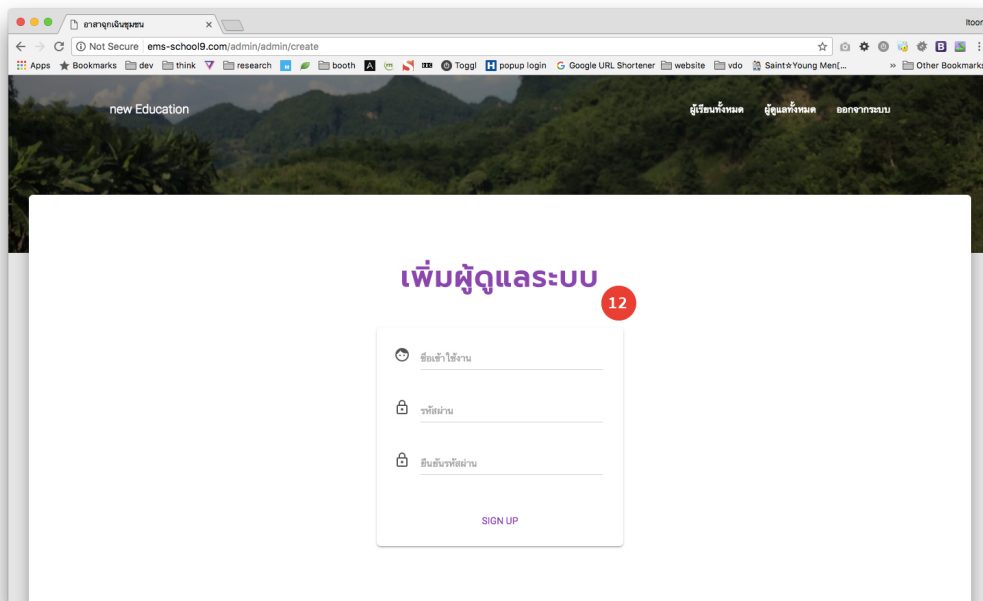 อาสาฉุกเฉินชุมชน
Itoon
Not Secure ems-school9.com/admin/admin/create
Apps Bookmarks dev think research booth Toggl popup login Google URL Shortener website vdo Saint☆Young Men[... » Other Bookmarks
new Education ผู้เรียนทั้งหมด ผู้ดูแลทั้งหมด ออกจากระบบ
เพิ่มผู้ดูแลระบบ
12
ชื่อเข้าใช้งาน
รหัสผ่าน
ยืนยันรหัสผ่าน
SIGN UP